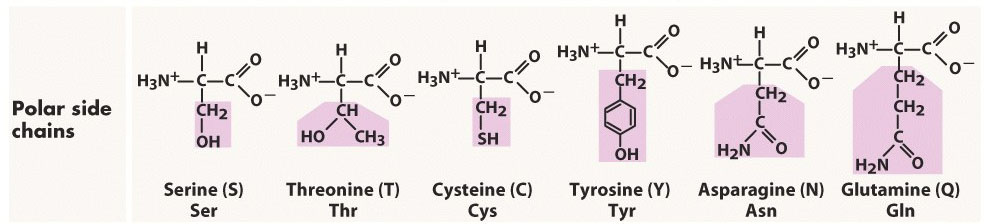 Polar side
chains
H
H3N+ C C O
O−
CH2
OH
Serine (S)
Ser
H
H3N+ C C O
O−
CH
HO CH3
Threonine (T)
Thr
H
H3N+ C C O
O−
CH2
SH
Cysteine (C)
Cys
H
H3N+ C C O
O−
CH2
OH
Tyrosine (Y)
Tyr
H
H3N+ C C O
O−
CH2
C
H2N O
Asparagine (N)
Asn
H
H3N+ C C O
O−
CH2
CH2
C
H2N O
Glutamine (Q)
Gln